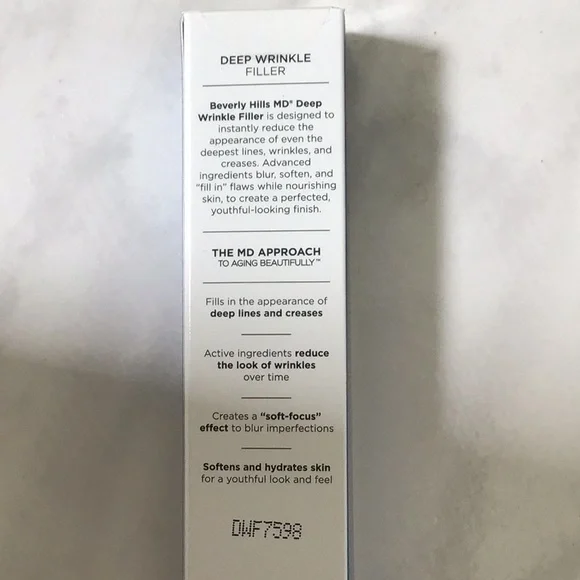 DEEP WRINKLE
FILLER
Beverly Hills MD® Deep
Wrinkle Filler is designed to
instantly reduce the
appearance of even the
deepest lines, wrinkles, and
creases. Advanced
ingredients blur, soften, and
“fill in” flaws while nourishing
skin, to create a perfected,
youthful-looking finish.
THE MD APPROACH
TO AGING BEAUTIFULLY™
Fills in the appearance of
deep lines and creases
Active ingredients reduce
the look of wrinkles
over time
Creates a “soft-focus”
effect to blur imperfections
Softens and hydrates skin
for a youthful look and feel
DWF7598